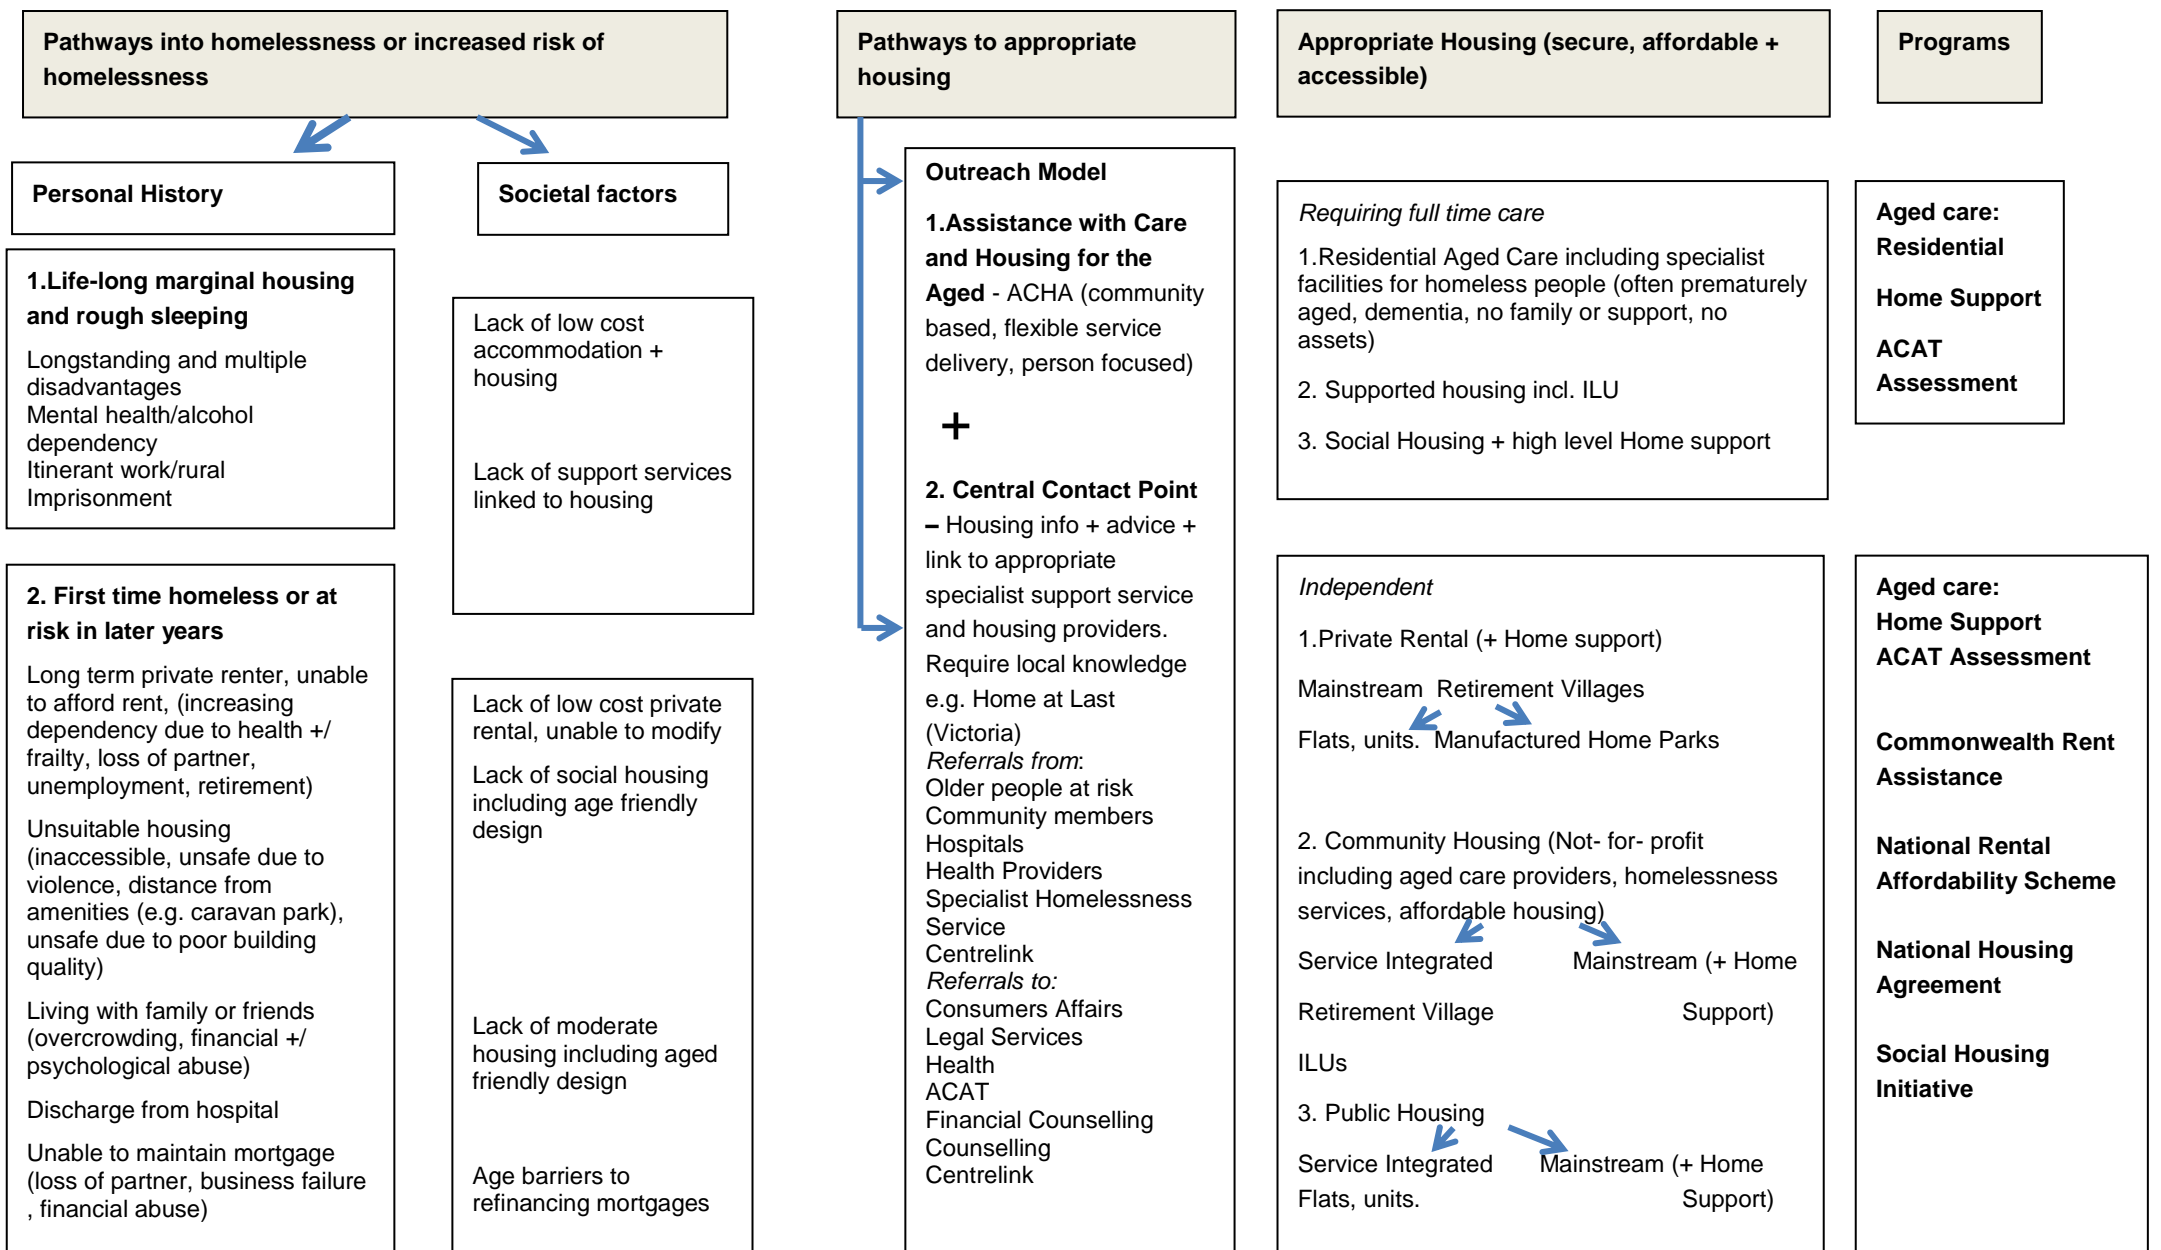 Pathways into homelessness or increased risk of
homelessness
Personal History
1.Life-long marginal housing
and rough sleeping
Longstanding and multiple
disadvantages
Mental health/alcohol
dependency
Itinerant work/rural
Imprisonment
2. First time homeless or at
risk in later years
Long term private renter, unable
to afford rent, (increasing
dependency due to health +/
frailty, loss of partner,
unemployment, retirement)
Unsuitable housing
(inaccessible, unsafe due to
violence, distance from
amenities (e.g. caravan park),
unsafe due to poor building
quality)
Living with family or friends
(overcrowding, financial +/
psychological abuse)
Discharge from hospital
Unable to maintain mortgage
(loss of partner, business failure
, financial abuse)
Societal factors
Lack of low cost
accommodation +
housing
Lack of support services
linked to housing
Lack of low cost private
rental, unable to modify
Lack of social housing
including age friendly
design
Lack of moderate
housing including aged
friendly design
Age barriers to
refinancing mortgages
Pathways to appropriate
housing
Outreach Model
1.Assistance with Care
and Housing for the
Aged - ACHA (community
based, flexible service
delivery, person focused)
+
2. Central Contact Point
– Housing info + advice +
link to appropriate
specialist support service
and housing providers.
Require local knowledge
e.g. Home at Last
(Victoria)
Referrals from:
Older people at risk
Community members
Hospitals
Health Providers
Specialist Homelessness
Service
Centrelink
Referrals to:
Consumers Affairs
Legal Services
Health
ACAT
Financial Counselling
Counselling
Centrelink
Appropriate Housing (secure, affordable +
accessible)
Requiring full time care
1.Residential Aged Care including specialist
facilities for homeless people (often prematurely
aged, dementia, no family or support, no
assets)
2. Supported housing incl. ILU
3. Social Housing + high level Home support
Independent
1.Private Rental (+ Home support)
Mainstream Retirement Villages
Flats, units. Manufactured Home Parks
2. Community Housing (Not- for- profit
including aged care providers, homelessness
services, affordable housing)
Service Integrated Mainstream (+ Home
Retirement Village Support)
ILUs
3. Public Housing
Service Integrated Mainstream (+ Home
Flats, units. Support)
Programs
Aged care:
Residential
Home Support
ACAT
Assessment
Aged care:
Home Support
ACAT Assessment
Commonwealth Rent
Assistance
National Rental
Affordability Scheme
National Housing
Agreement
Social Housing
Initiative